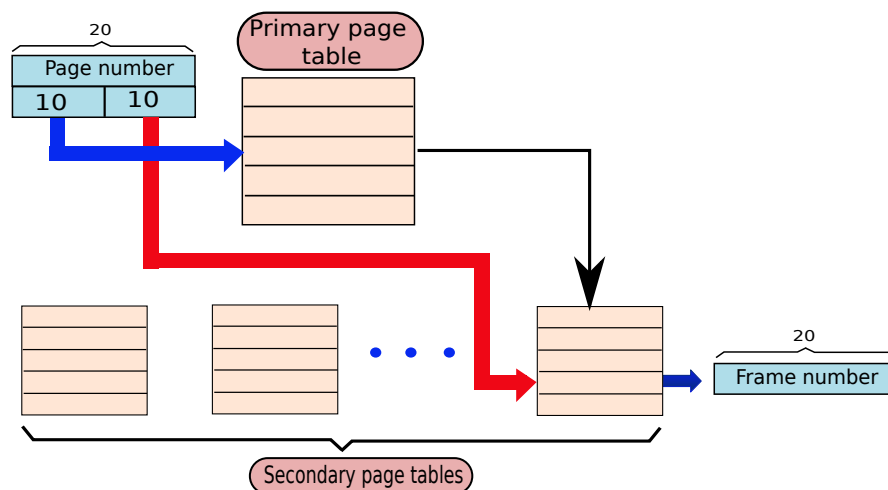 20
Primary page
table
Page number
10 10
20
Frame number
Secondary page tables